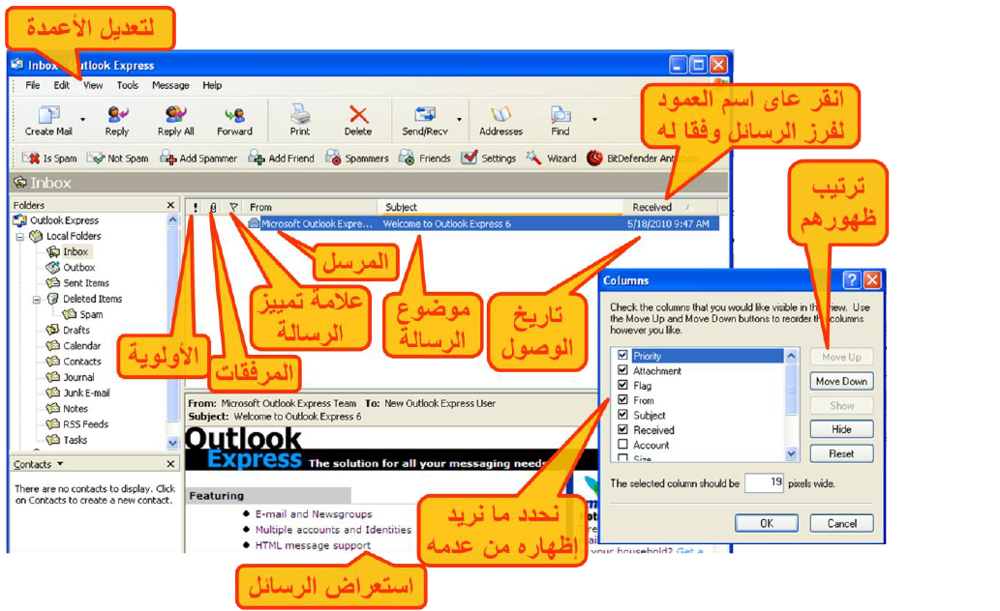 لتعديل الأعمدة
Inbox - Outlook Express
File Edit View Tools Message Help
انقر عاى اسم العمود
لفرز الرسائل وفقا له
Create Mail Reply Reply All Forward Print Delete Send/Recv Addresses Find
Is Spam Not Spam Add Spammer Add Friend Spammers Friends Settings Wizard BitDefender Antispam
Inbox
ترتيب
ظهورهم
Folders
! From Subject Received
Outlook Express
Microsoft Outlook Expre... Welcome to Outlook Express 6 5/18/2010 9:47 AM
Local Folders
Inbox
Outbox
Sent Items
Deleted Items
Spam
Drafts
Calendar
Contacts
Journal
Junk E-mail
Notes
RSS Feeds
Tasks
المرسل
علامة تمييز
الرسالة
موضوع
الرسالة
تاريخ
الوصول
الأولوية
المرفقات
Columns
Check the columns that you would like visible in this view. Use
the Move Up and Move Down buttons to reorder the columns
however you like.
Priority
Attachment
Flag
From
Subject
Received
Account
Size
Move Up
Move Down
Show
Hide
Reset
The selected column should be 19 pixels wide.
OK Cancel
From: Microsoft Outlook Express Team To: New Outlook Express User
Subject: Welcome to Outlook Express 6
Outlook
Express The solution for all your messaging needs
Contacts
There are no contacts to display. Click
on Contacts to create a new contact.
Featuring
E-mail and Newsgroups
Multiple accounts and Identities
HTML message support
your household? Get a
نحدد ما نريد
إظهاره من عدمه
استعراض الرسائل